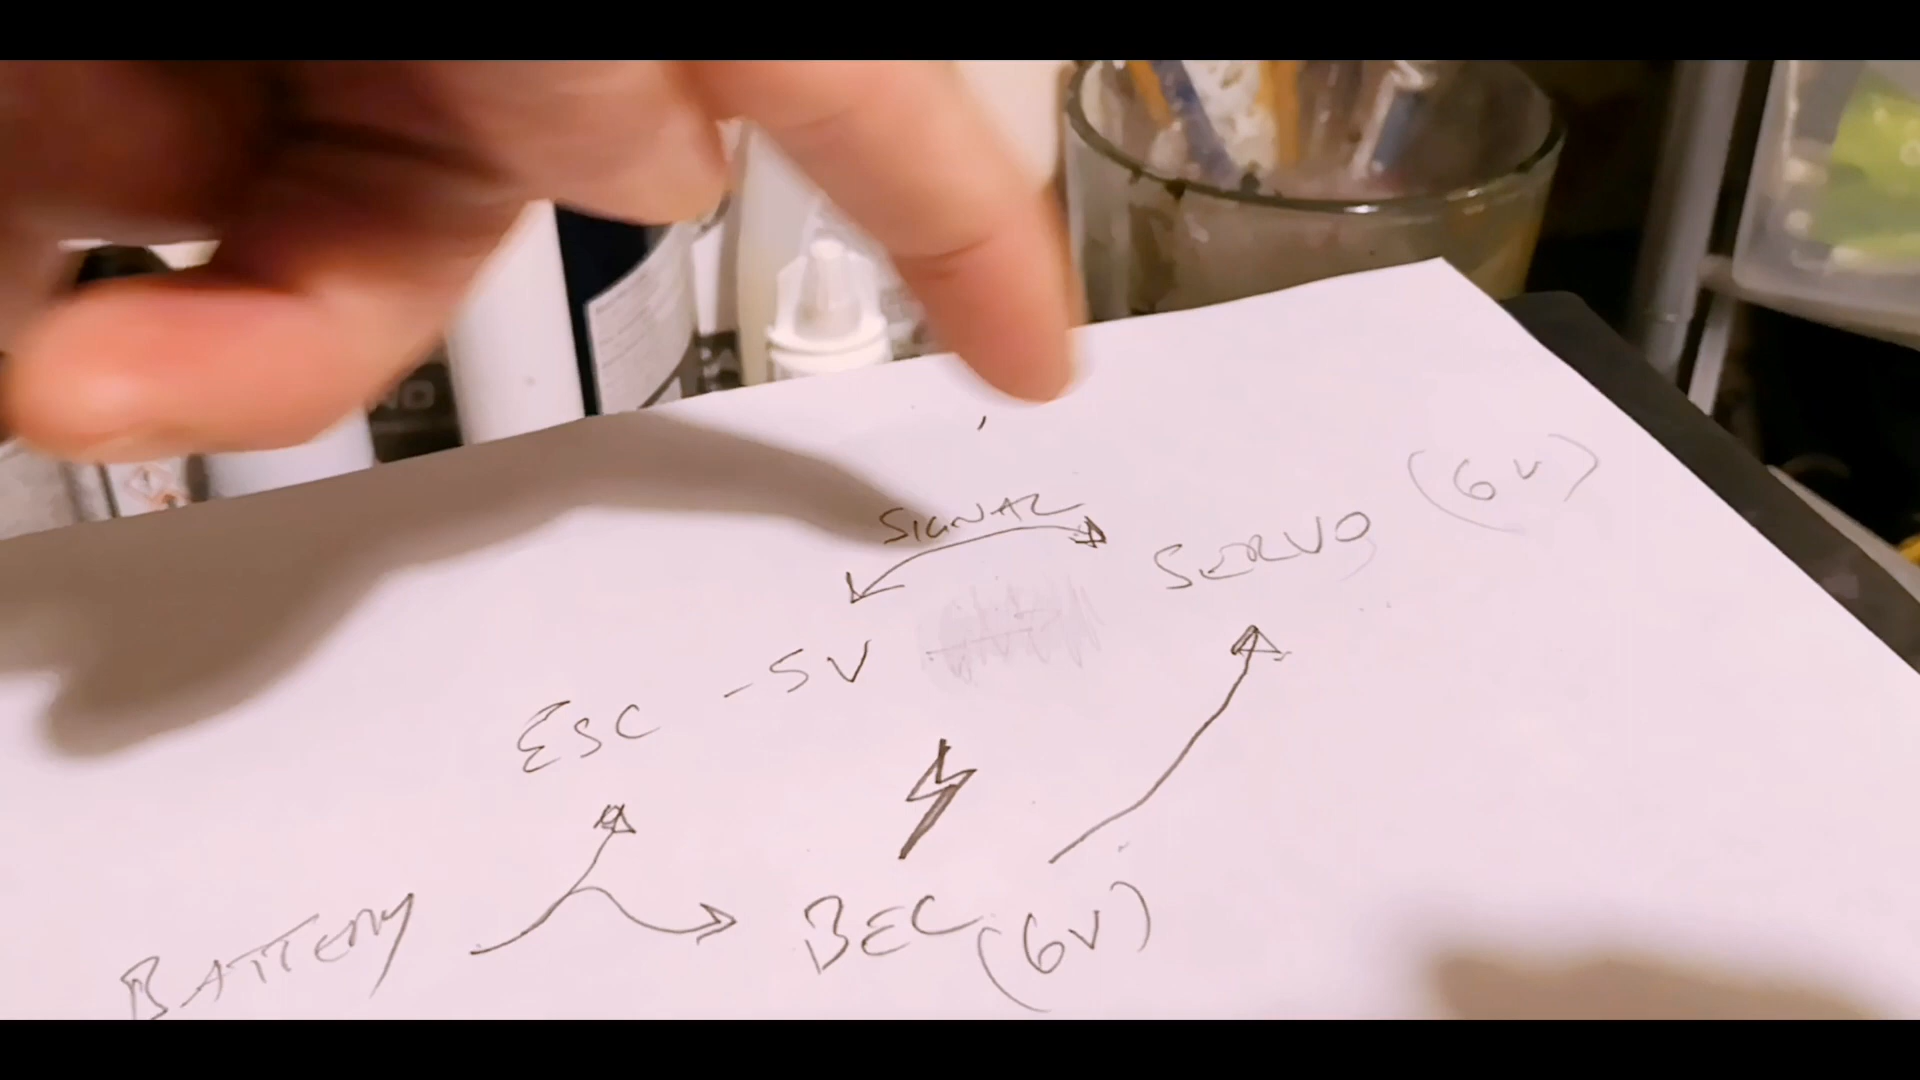 SIGNAL
SERVO (6V)
ESC - 5V
BATTERY
BEC (6V)